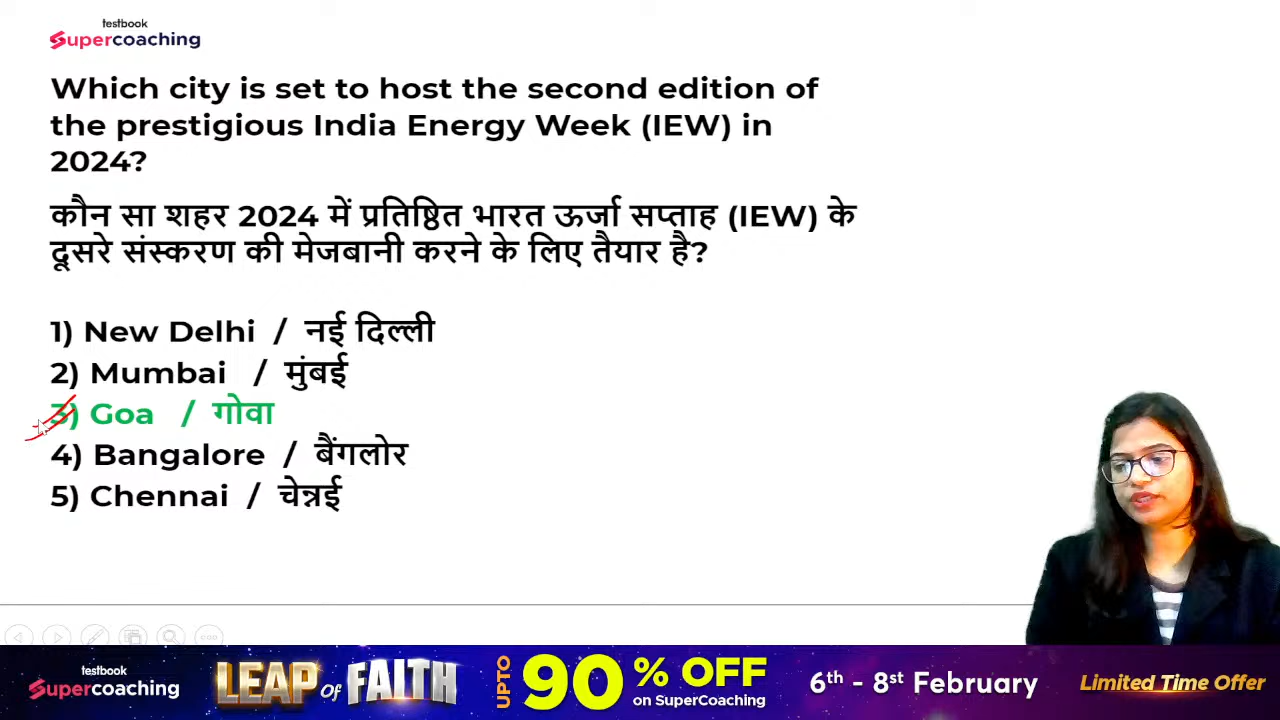 testbook
Supercoaching
Which city is set to host the second edition of
the prestigious India Energy Week (IEW) in
2024?
कौन सा शहर 2024 में प्रतिष्ठित भारत ऊर्जा सप्ताह (IEW) के
दूसरे संस्करण की मेजबानी करने के लिए तैयार है?
1) New Delhi / नई दिल्ली
2) Mumbai / मुंबई
3) Goa / गोवा
4) Bangalore / बैंगलोर
5) Chennai / चेन्नई
testbook
Supercoaching
LEAP Of FAITH
UPTO 90% OFF
on SuperCoaching
6th - 8st February
Limited Time Offer